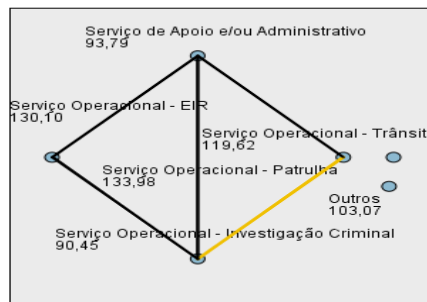 Serviço de Apoio e/ou Administrativo
93,79
Serviço Operacional - EIR
130,10
Serviço Operacional - Trânsit
119,62
Serviço Operacional - Patrulha
133,98
Outros
103,07
Serviço Operacional - Investigação Criminal
90,45